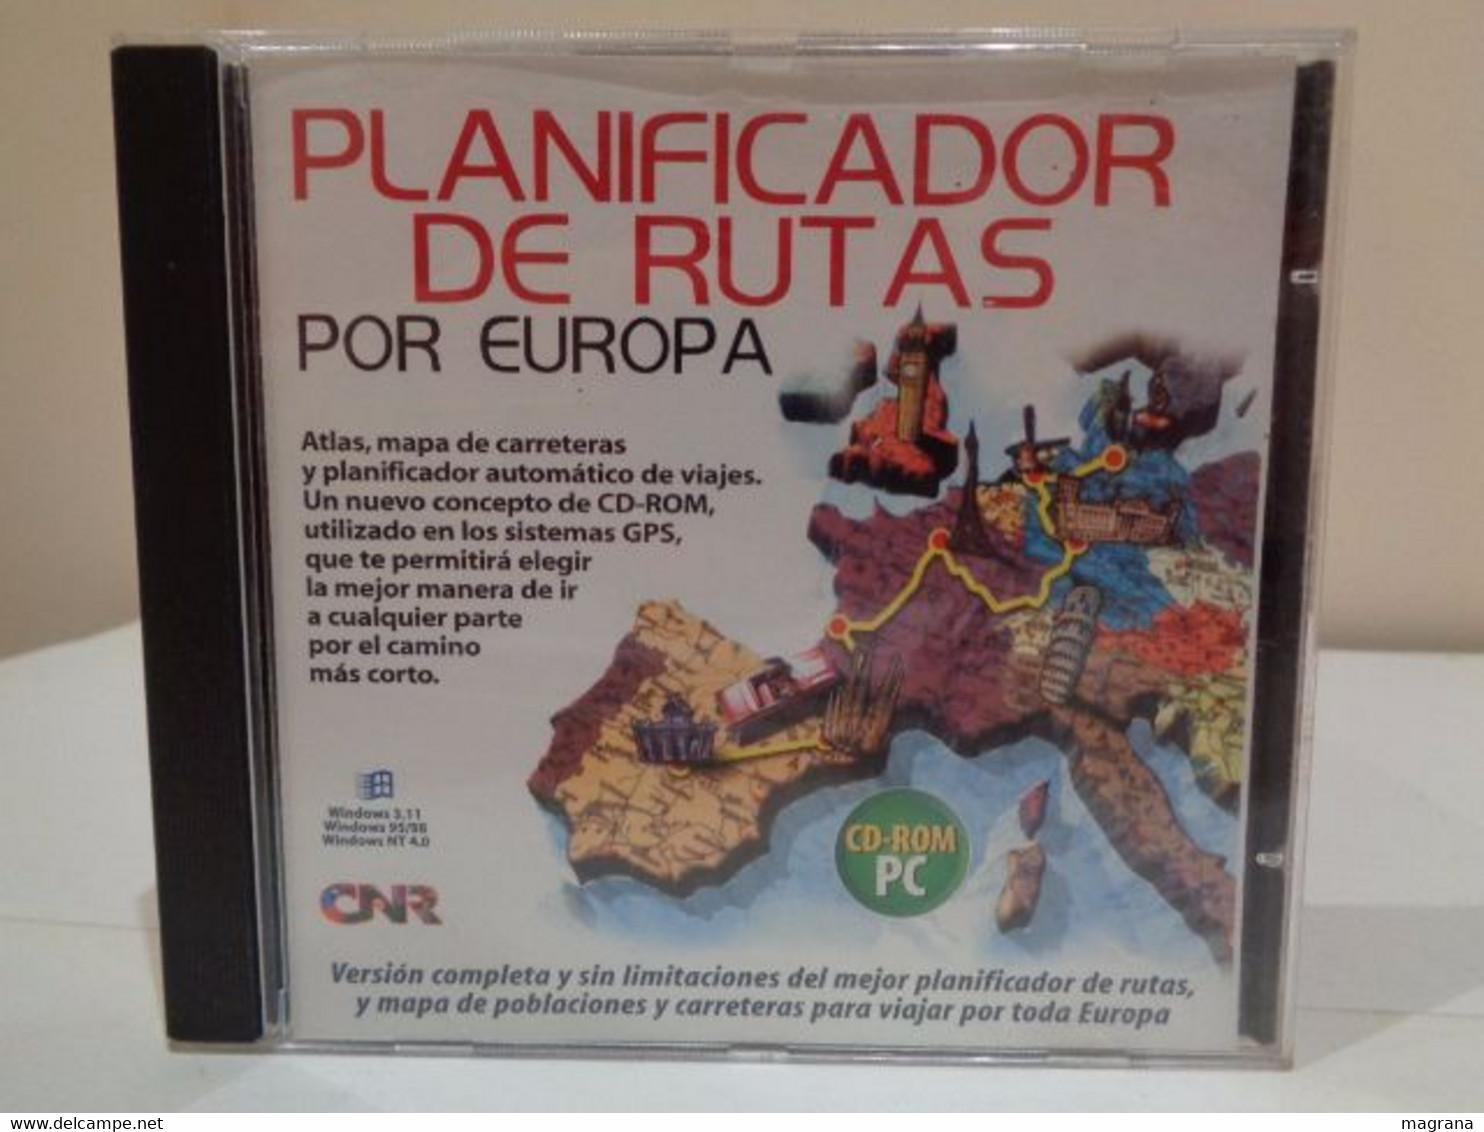 PLANIFICADOR
DE RUTAS
POR EUROPA
Atlas, mapa de carreteras
y planificador automático de viajes.
Un nuevo concepto de CD-ROM,
utilizado en los sistemas GPS,
que te permitirá elegir
la mejor manera de ir
a cualquier parte
por el camino
más corto.
Windows 3.11
Windows 95/98
Windows NT 4.0
CNR
CD-ROM
PC
Versión completa y sin limitaciones del mejor planificador de rutas,
y mapa de poblaciones y carreteras para viajar por toda Europa
www.delcampe.net
magrana